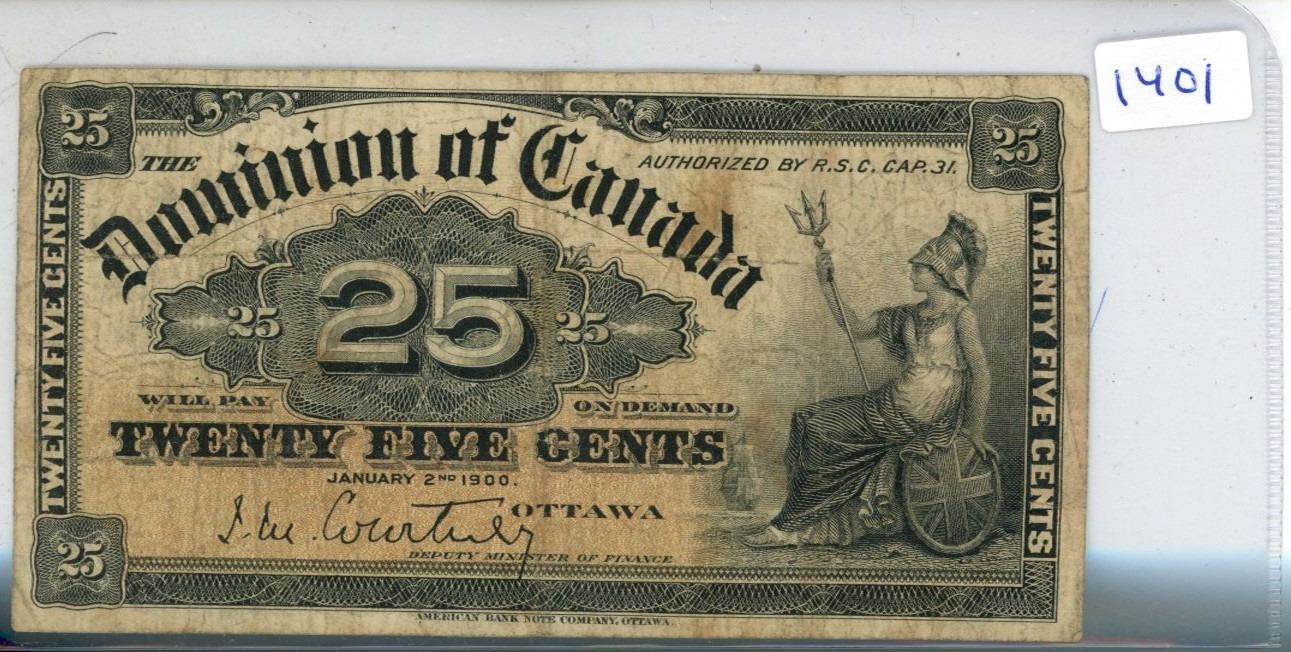 1401
25
25
THE
Dominion of Canada
AUTHORIZED BY R.S.C. CAP. 31.
TWENTY FIVE CENTS
25
25
25
TWENTY FIVE CENTS
WILL PAY
ON DEMAND
TWENTY FIVE CENTS
JANUARY 2ND 1900.
J.M. Courtney
OTTAWA
DEPUTY MINISTER OF FINANCE
25
AMERICAN BANK NOTE COMPANY, OTTAWA